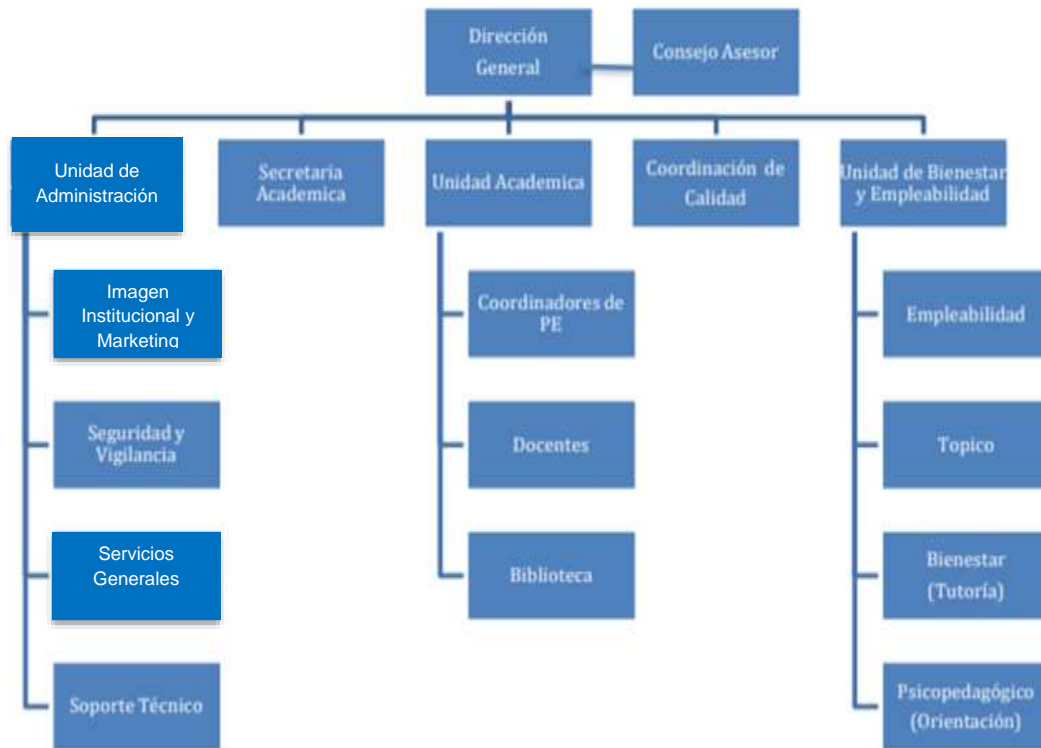 Dirección
General
Consejo Asesor
Unidad de
Administración
Secretaria
Academica
Unidad Academica
Coordinación de
Calidad
Unidad de Bienestar
y Empleabilidad
Imagen
Institucional y
Marketing
Coordinadores de
PE
Empleabilidad
Seguridad y
Vigilancia
Docentes
Topico
Servicios
Generales
Biblioteca
Bienestar
(Tutoría)
Soporte Técnico
Psicopedagógico
(Orientación)